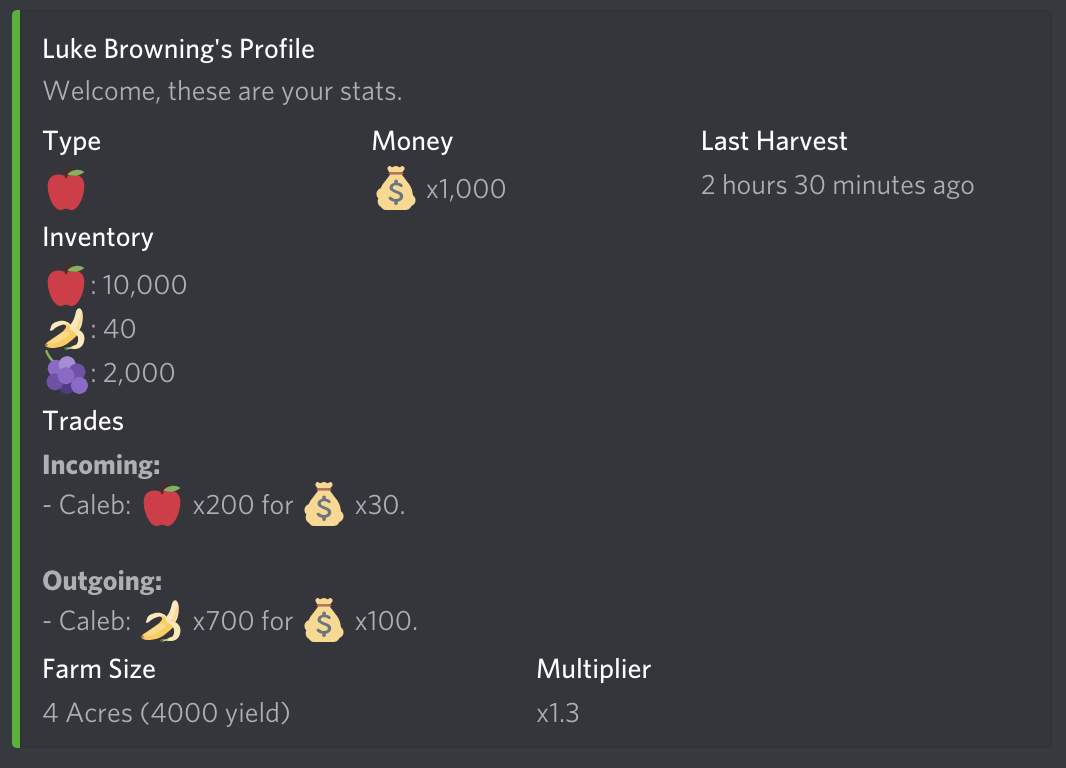 Luke Browning's Profile
Welcome, these are your stats.
Type Money Last Harvest
🍎 💰 x1,000 2 hours 30 minutes ago
Inventory
🍎: 10,000
🍌: 40
🍇: 2,000
Trades
Incoming:
- Caleb: 🍎 x200 for 💰 x30.
Outgoing:
- Caleb: 🍌 x700 for 💰 x100.
Farm Size Multiplier
4 Acres (4000 yield) x1.3